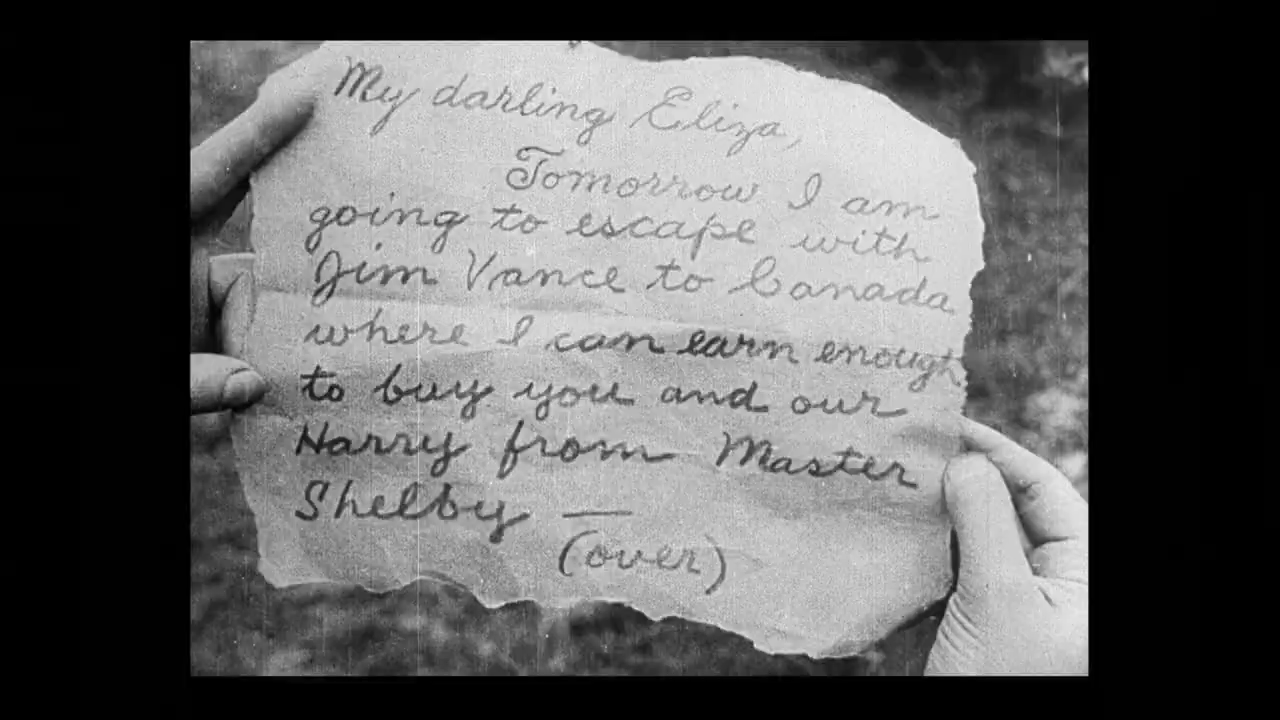 My darling Eliza,
Tomorrow I am
going to escape with
Jim Vance to Canada
where I can earn enough
to buy you and our
Harry from Master
Shelby —
(over)